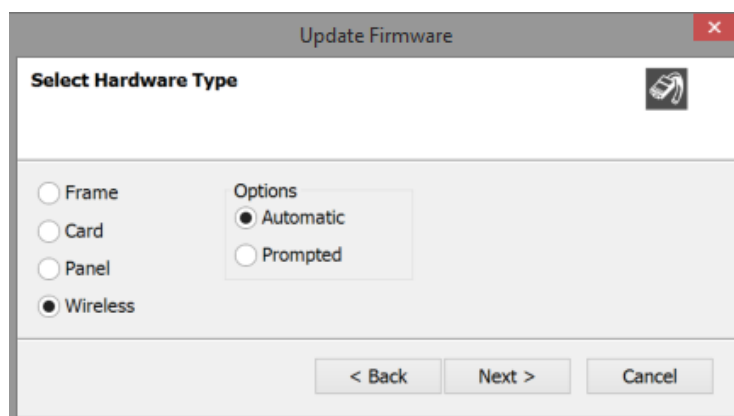 Update Firmware
Select Hardware Type
Frame
Card
Panel
Wireless
Options
Automatic
Prompted
< Back
Next >
Cancel